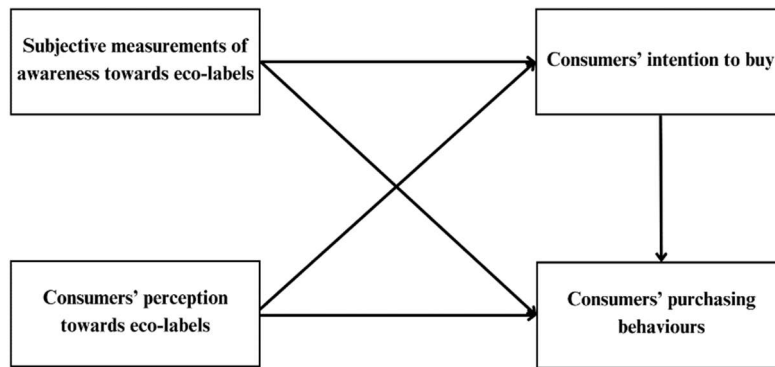 Subjective measurements of
awareness towards eco-labels
Consumers’ intention to buy
Consumers’ perception
towards eco-labels
Consumers’ purchasing
behaviours